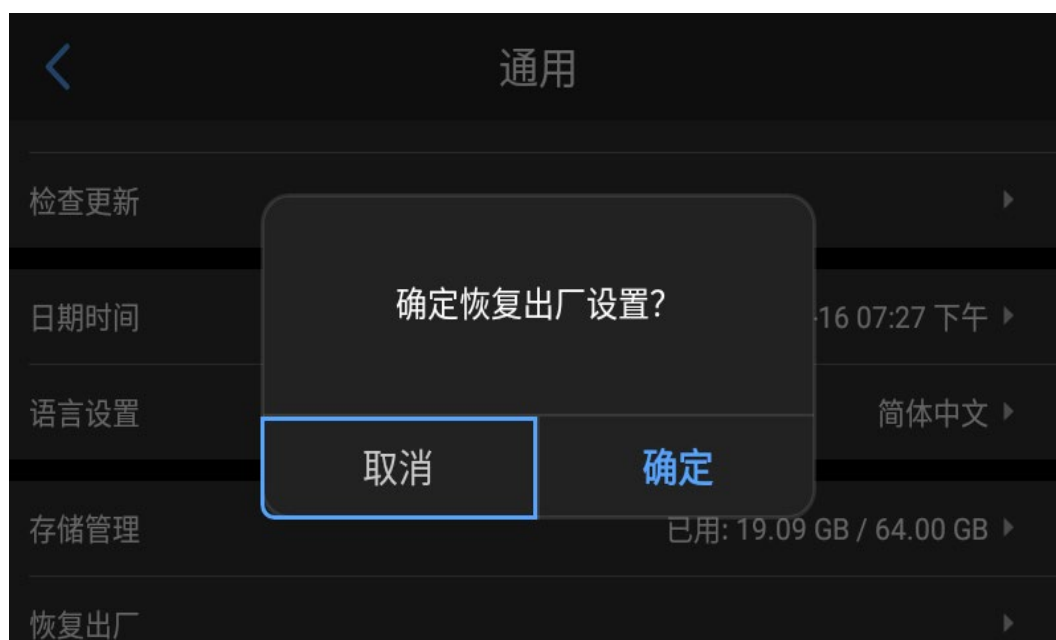 通用
检查更新
确定恢复出厂设置?
日期时间
16 07:27 下午
语言设置
简体中文
取消
确定
存储管理
已用: 19.09 GB / 64.00 GB
恢复出厂